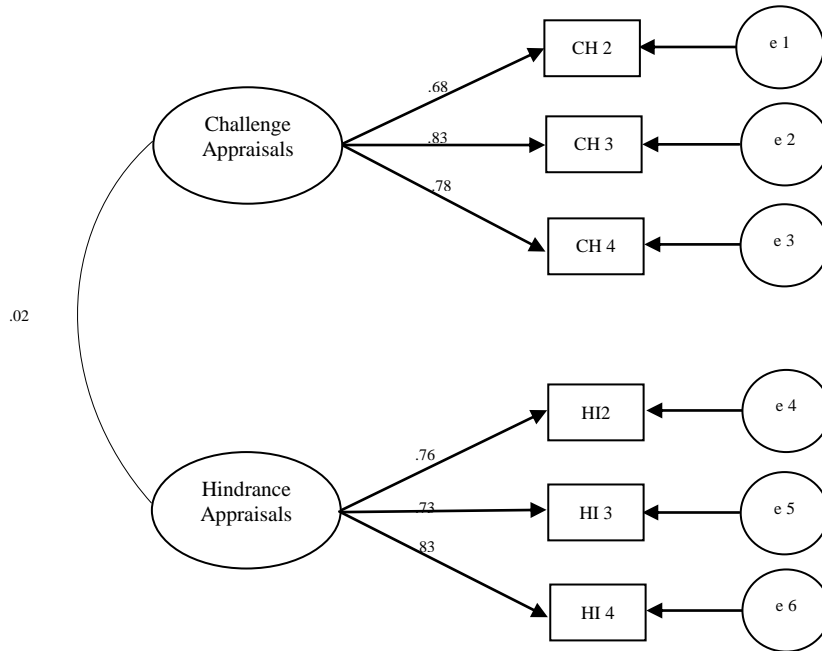 CH 2
e 1
.68
Challenge
Appraisals
.83
CH 3
e 2
.78
CH 4
e 3
.02
HI2
e 4
.76
Hindrance
Appraisals
.73
HI 3
e 5
.83
HI 4
e 6